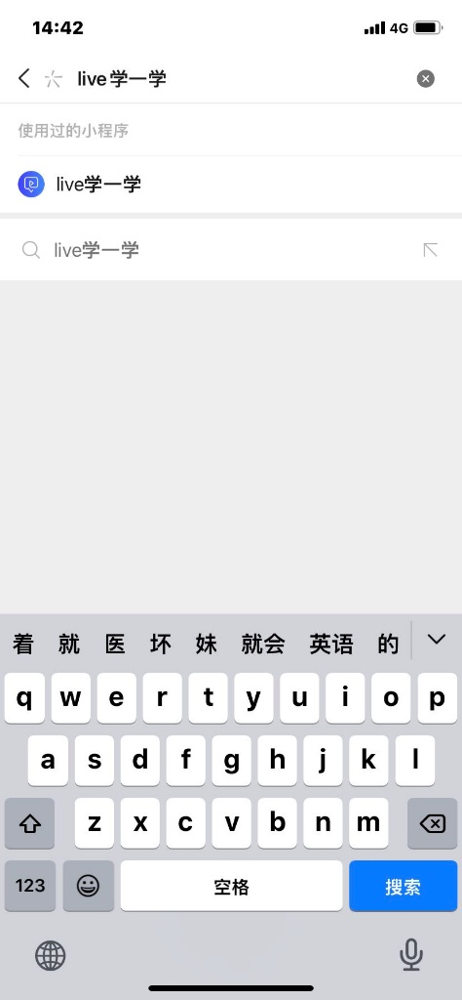 14:42
4G
live学一学
使用过的小程序
live学一学
live学一学
着 就 医 坏 妹 就会 英语 的
q w e r t y u i o p
a s d f g h j k l
z x c v b n m
123 空格 搜索